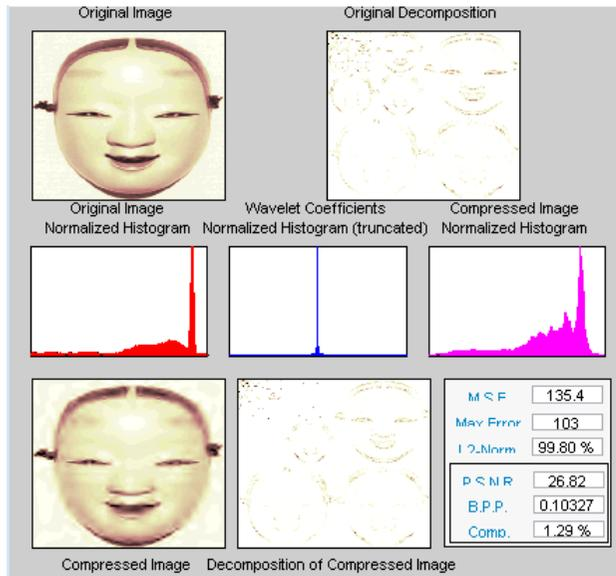 Original Image
Original Decomposition
Original Image
Normalized Histogram
Wavelet Coefficients
Normalized Histogram (truncated)
Compressed Image
Normalized Histogram
M.S.E. 135.4
Max Error 103
L2-Norm 99.80 %
P.S.N.R. 26.82
B.P.P. 0.10327
Comp. 1.29 %
Compressed Image
Decomposition of Compressed Image